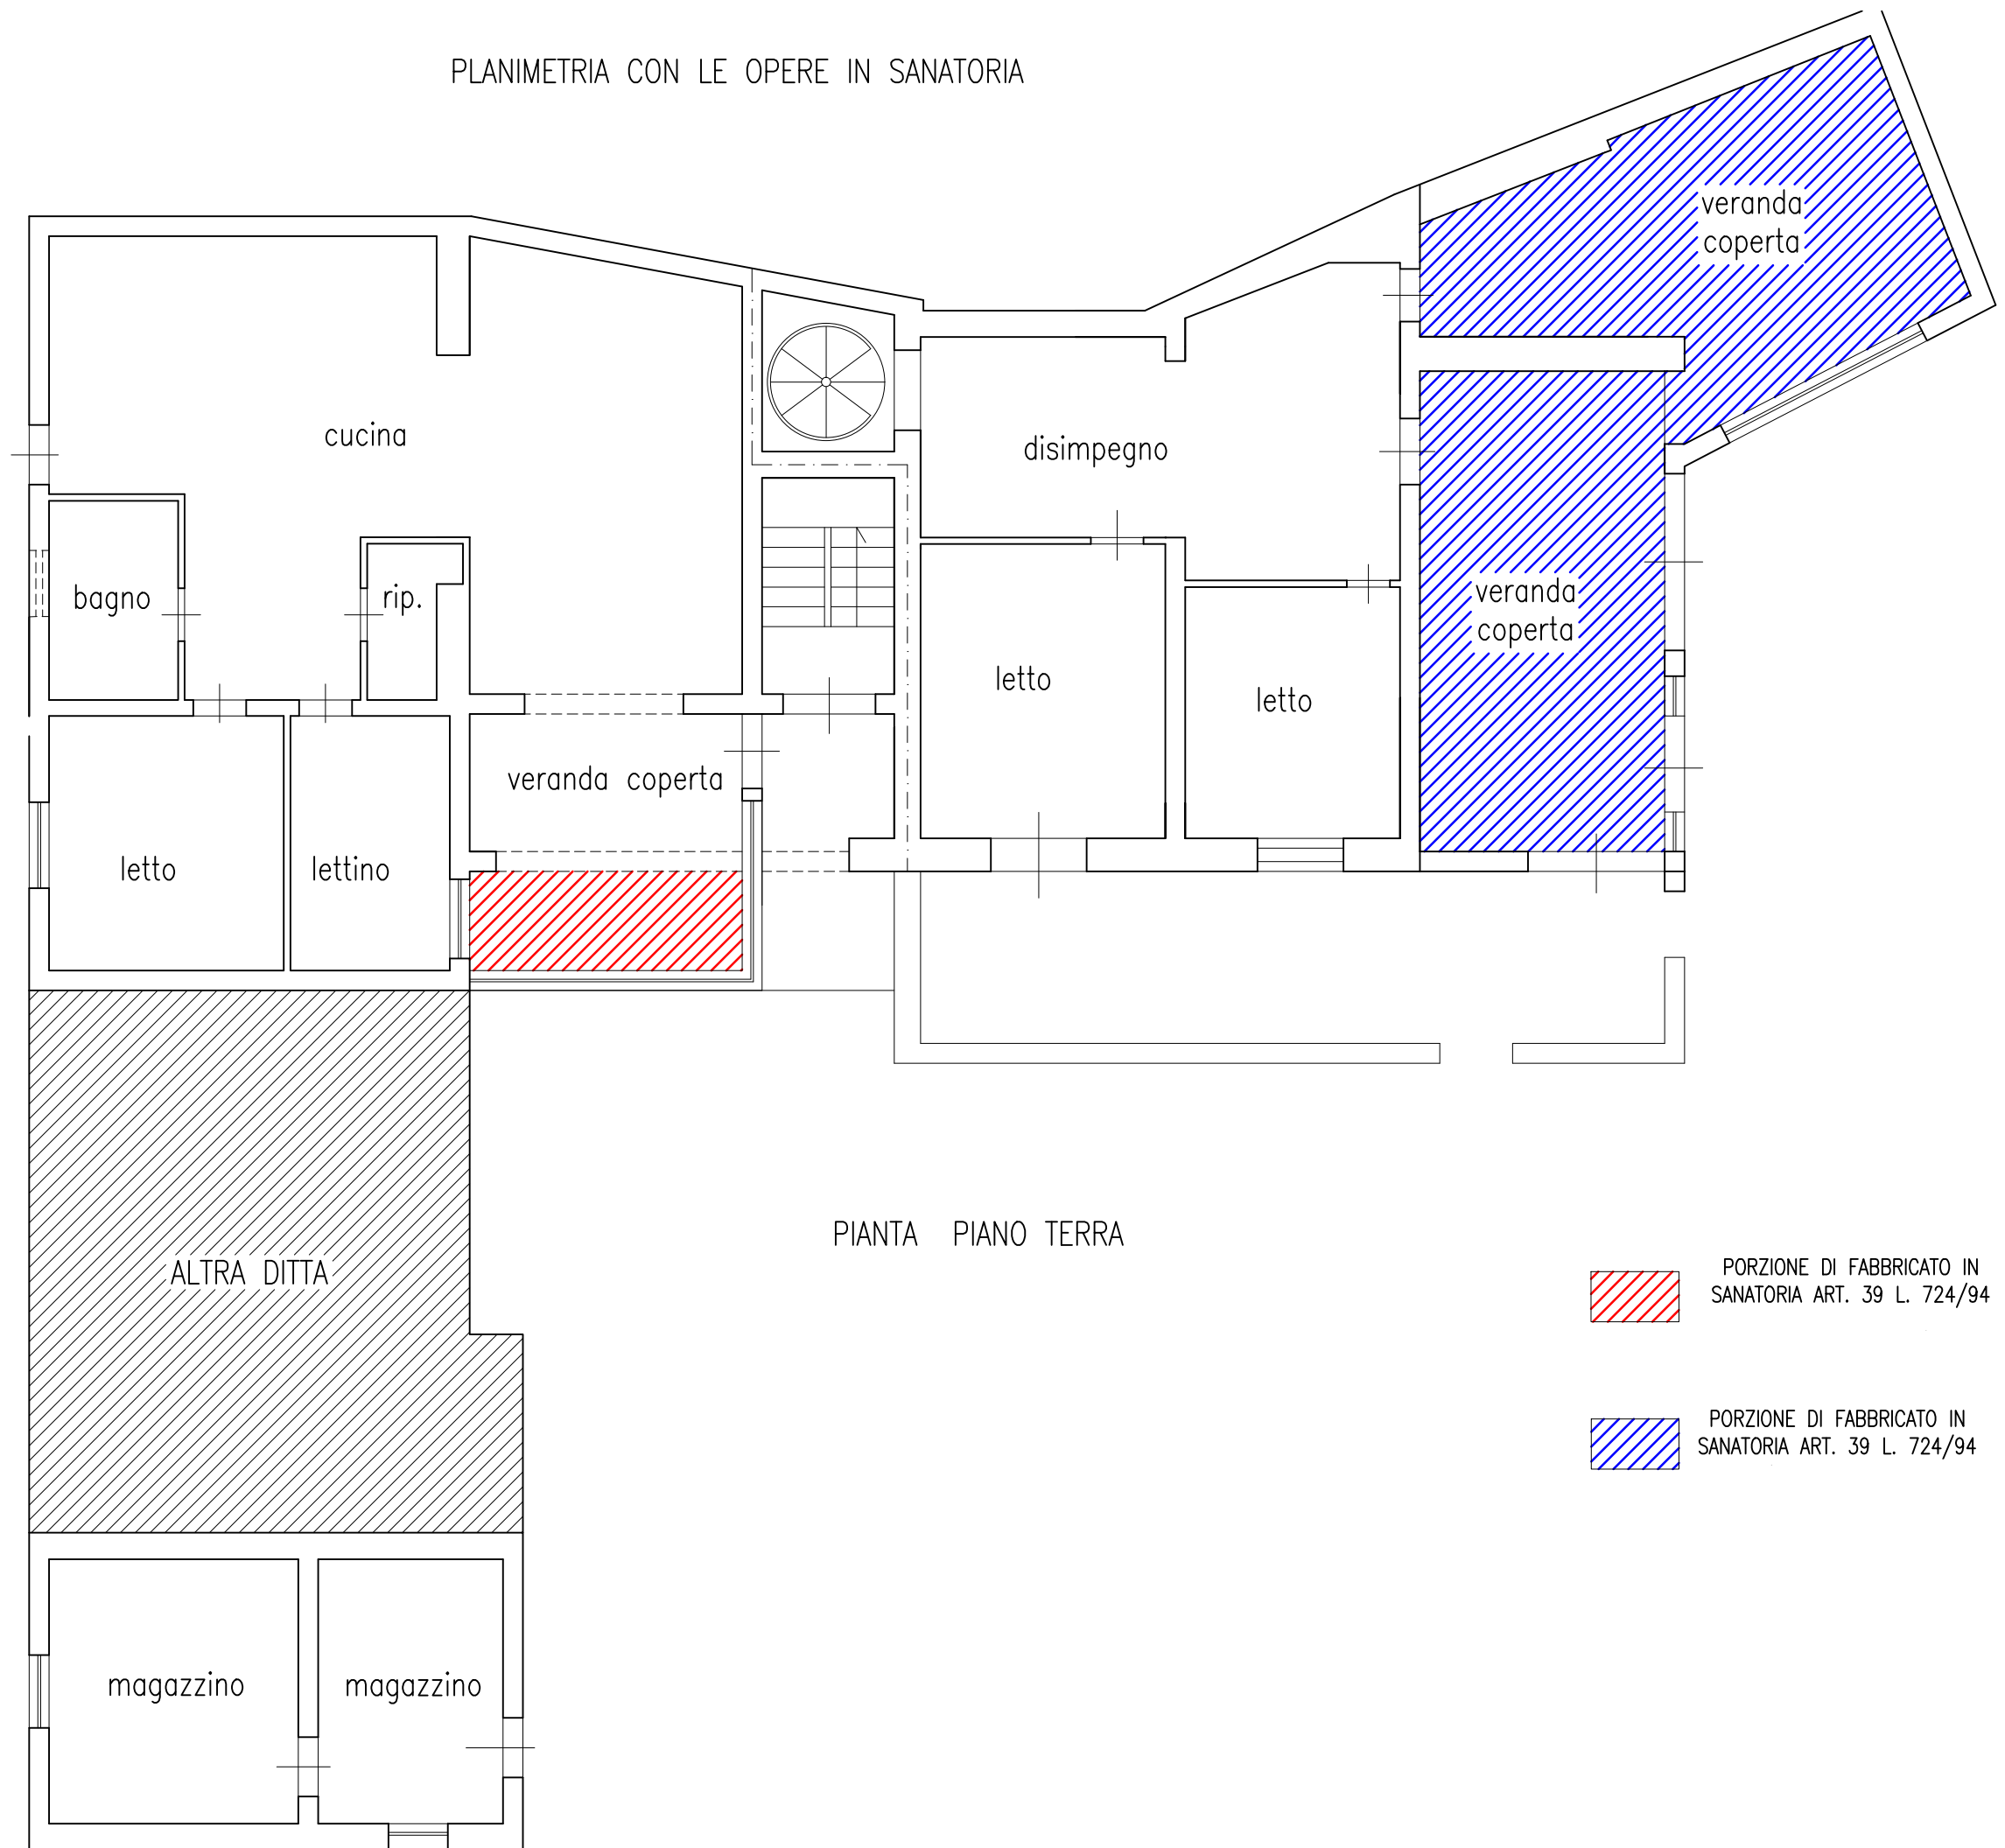 PLANIMETRIA CON LE OPERE IN SANATORIA
veranda
coperta
cucina
disimpegno
bagno
rip.
veranda
coperta
letto
letto
veranda coperta
letto
lettino
PIANTA PIANO TERRA
ALTRA DITTA
PORZIONE DI FABBRICATO IN
SANATORIA ART. 39 L. 724/94
PORZIONE DI FABBRICATO IN
SANATORIA ART. 39 L. 724/94
magazzino
magazzino